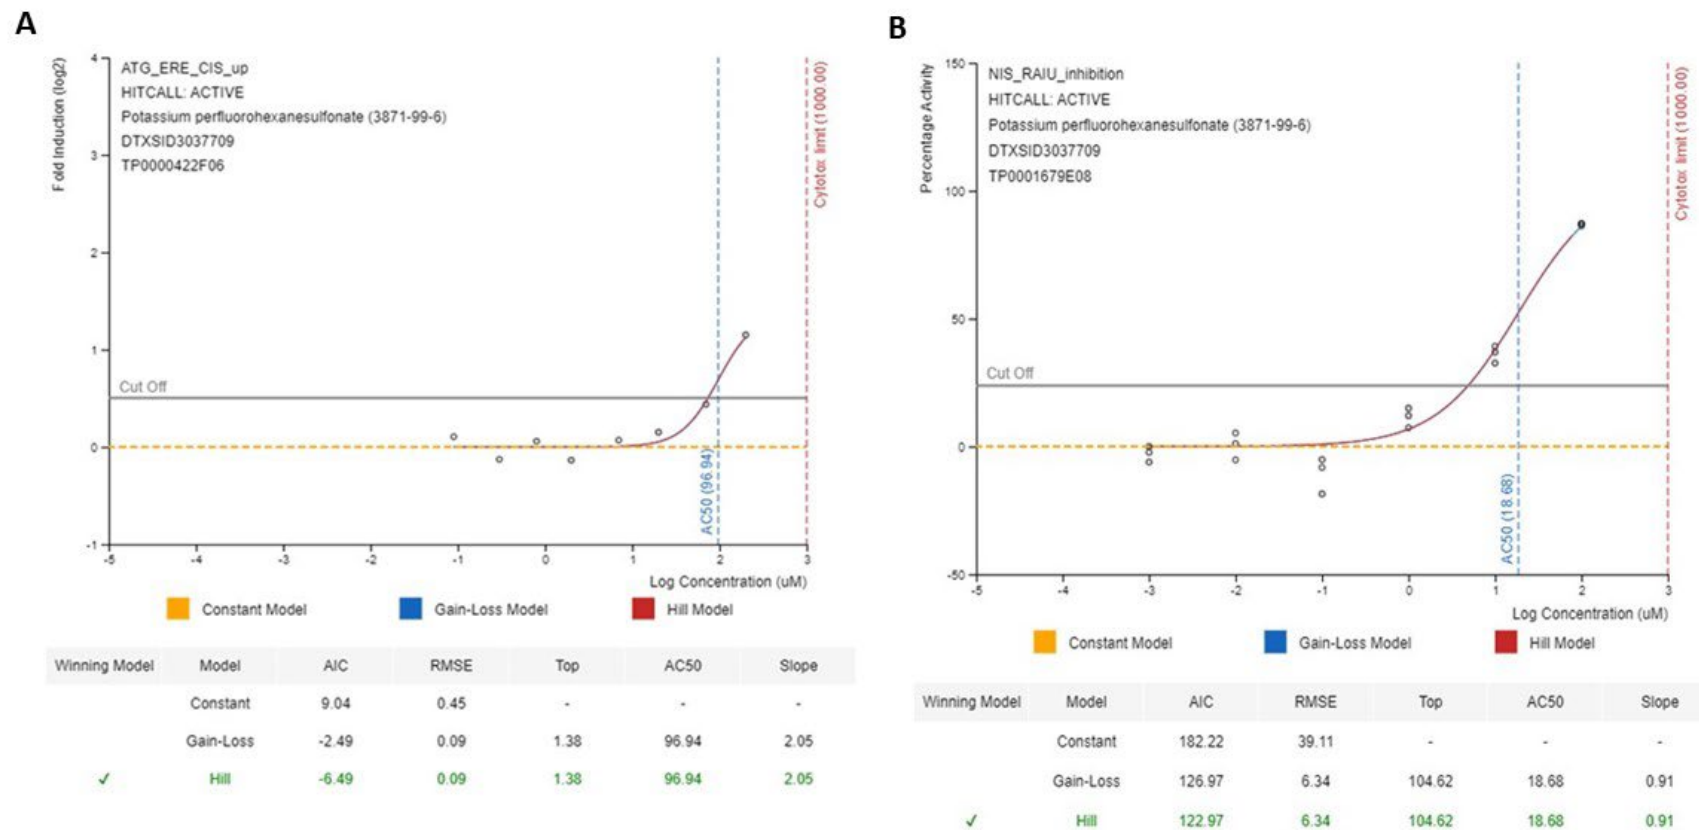 A
Fold Induction (log2)
4
3
2
1
0
-1
ATG_ERE_CIS_up
HITCALL: ACTIVE
Potassium perfluorohexanesulfonate (3871-99-6)
DTXSID3037709
TP0000422F06
Cut Off
AC50 (96.94)
Cytotox limit (1000.00)
-5 -4 -3 -2 -1 0 1 2 3
Log Concentration (uM)
Constant Model Gain-Loss Model Hill Model
Winning Model Model AIC RMSE Top AC50 Slope
Constant 9.04 0.45 - - -
Gain-Loss -2.49 0.09 1.38 96.94 2.05
✓ Hill -6.49 0.09 1.38 96.94 2.05
B
Percentage Activity
150
100
50
0
-50
NIS_RAIU_inhibition
HITCALL: ACTIVE
Potassium perfluorohexanesulfonate (3871-99-6)
DTXSID3037709
TP0001679E08
Cut Off
AC50 (18.68)
Cytotox limit (1000.00)
-5 -4 -3 -2 -1 0 1 2 3
Log Concentration (uM)
Constant Model Gain-Loss Model Hill Model
Winning Model Model AIC RMSE Top AC50 Slope
Constant 182.22 39.11 - - -
Gain-Loss 126.97 6.34 104.62 18.68 0.91
✓ Hill 122.97 6.34 104.62 18.68 0.91